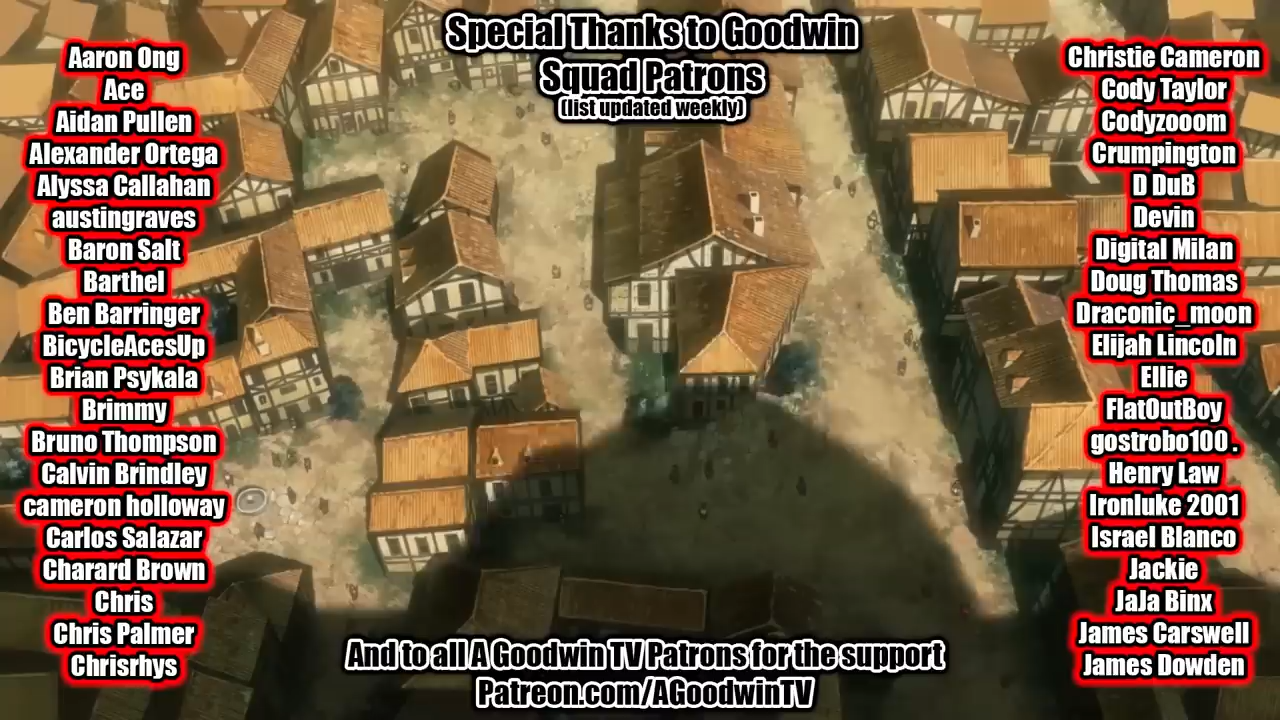 Special Thanks to Goodwin
Squad Patrons
(list updated weekly)
Aaron Ong
Ace
Aidan Pullen
Alexander Ortega
Alyssa Callahan
austingraves
Baron Salt
Barthel
Ben Barringer
BicycleAcesUp
Brian Psykala
Brimmy
Bruno Thompson
Calvin Brindley
cameron holloway
Carlos Salazar
Charard Brown
Chris
Chris Palmer
Chrisrhys
Christie Cameron
Cody Taylor
Codyzooom
Crumpington
D DuB
Devin
Digital Milan
Doug Thomas
Draconic_moon
Elijah Lincoln
Ellie
FlatOutBoy
gostrobo100 .
Henry Law
Ironluke 2001
Israel Blanco
Jackie
JaJa Binx
James Carswell
James Dowden
And to all A Goodwin TV Patrons for the support
Patreon.com/AGoodwinTV